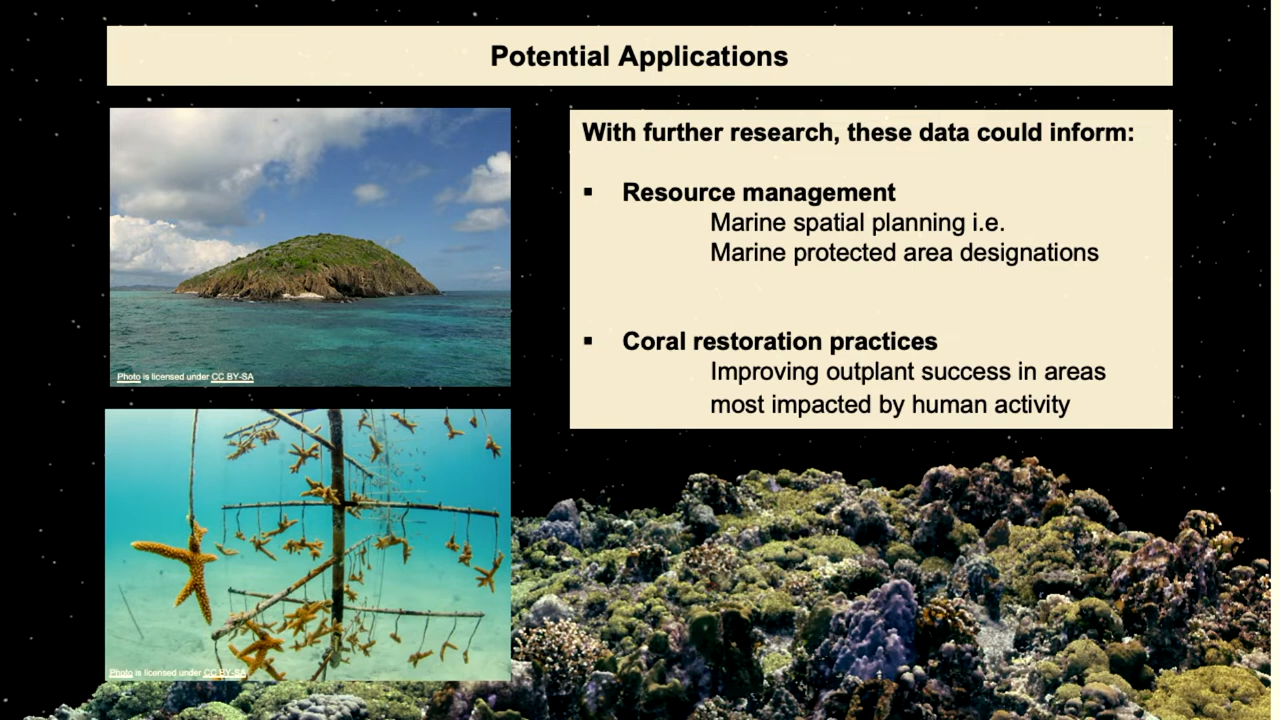 Potential Applications
With further research, these data could inform:
▪ Resource management
Marine spatial planning i.e.
Marine protected area designations
▪ Coral restoration practices
Improving outplant success in areas
most impacted by human activity
Photo is licensed under CC BY-SA
Photo is licensed under CC BY-SA